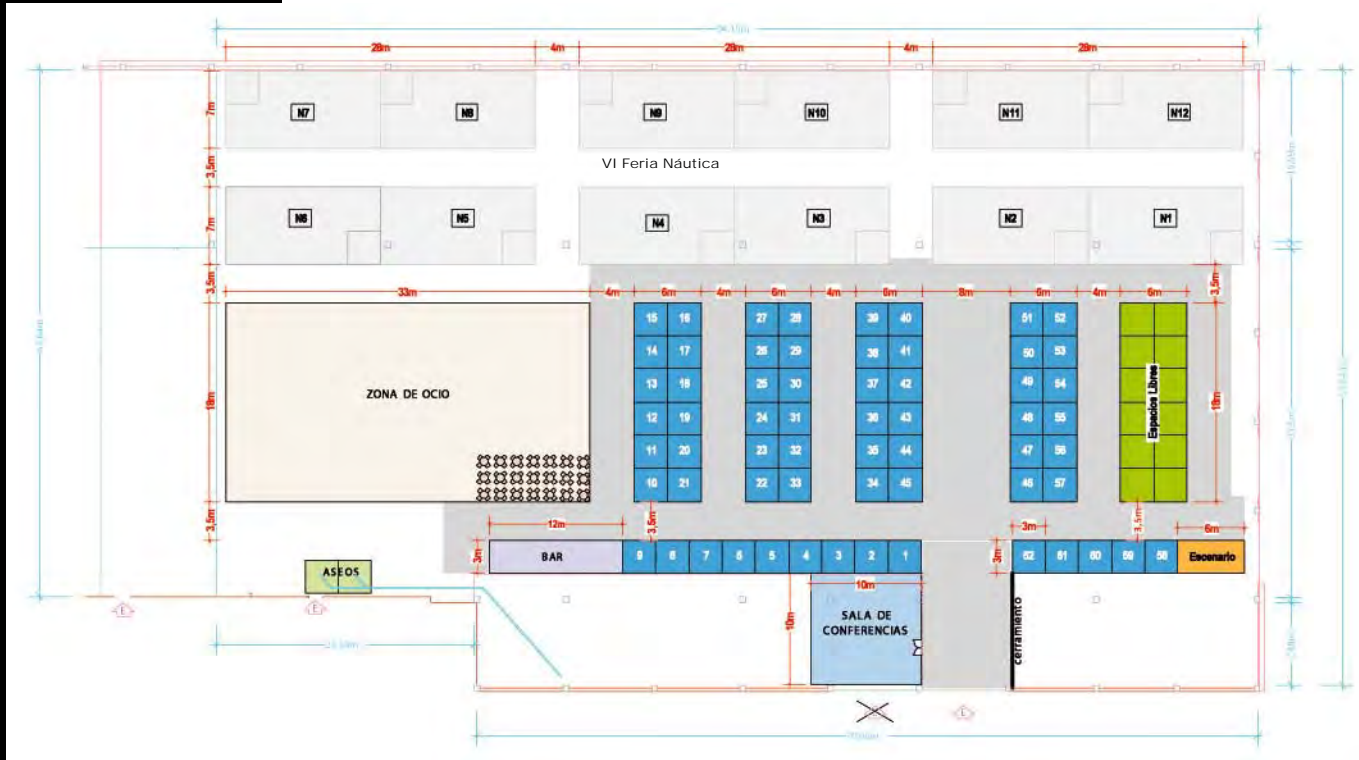 28m 4m 28m 4m 28m
7m
N7 N8 N9 N10 N11 N12
3,5m
VI Feria Náutica
7m
N6 N5 N4 N3 N2 N1
3,5m
3,5m
33m 4m 6m 4m 6m 4m 6m 8m 6m 4m 6m
15 16 27 28 39 40 51 52
14 17 26 29 38 41 50 53
ZONA DE OCIO
13 18 25 30 37 42 49 54
18m
18m
Espacios Libres
12 19 24 31 36 43 48 55
11 20 23 32 35 44 47 56
10 21 22 33 34 45 46 57
3,5m
12m
3,5m
3m
3,5m
6m
3m
BAR
9 8 7 6 5 4 3 2 1
3m
62 61 60 59 58
Escenario
ASEOS
10m
10m
SALA DE
CONFERENCIAS
cerramiento
E
E
E